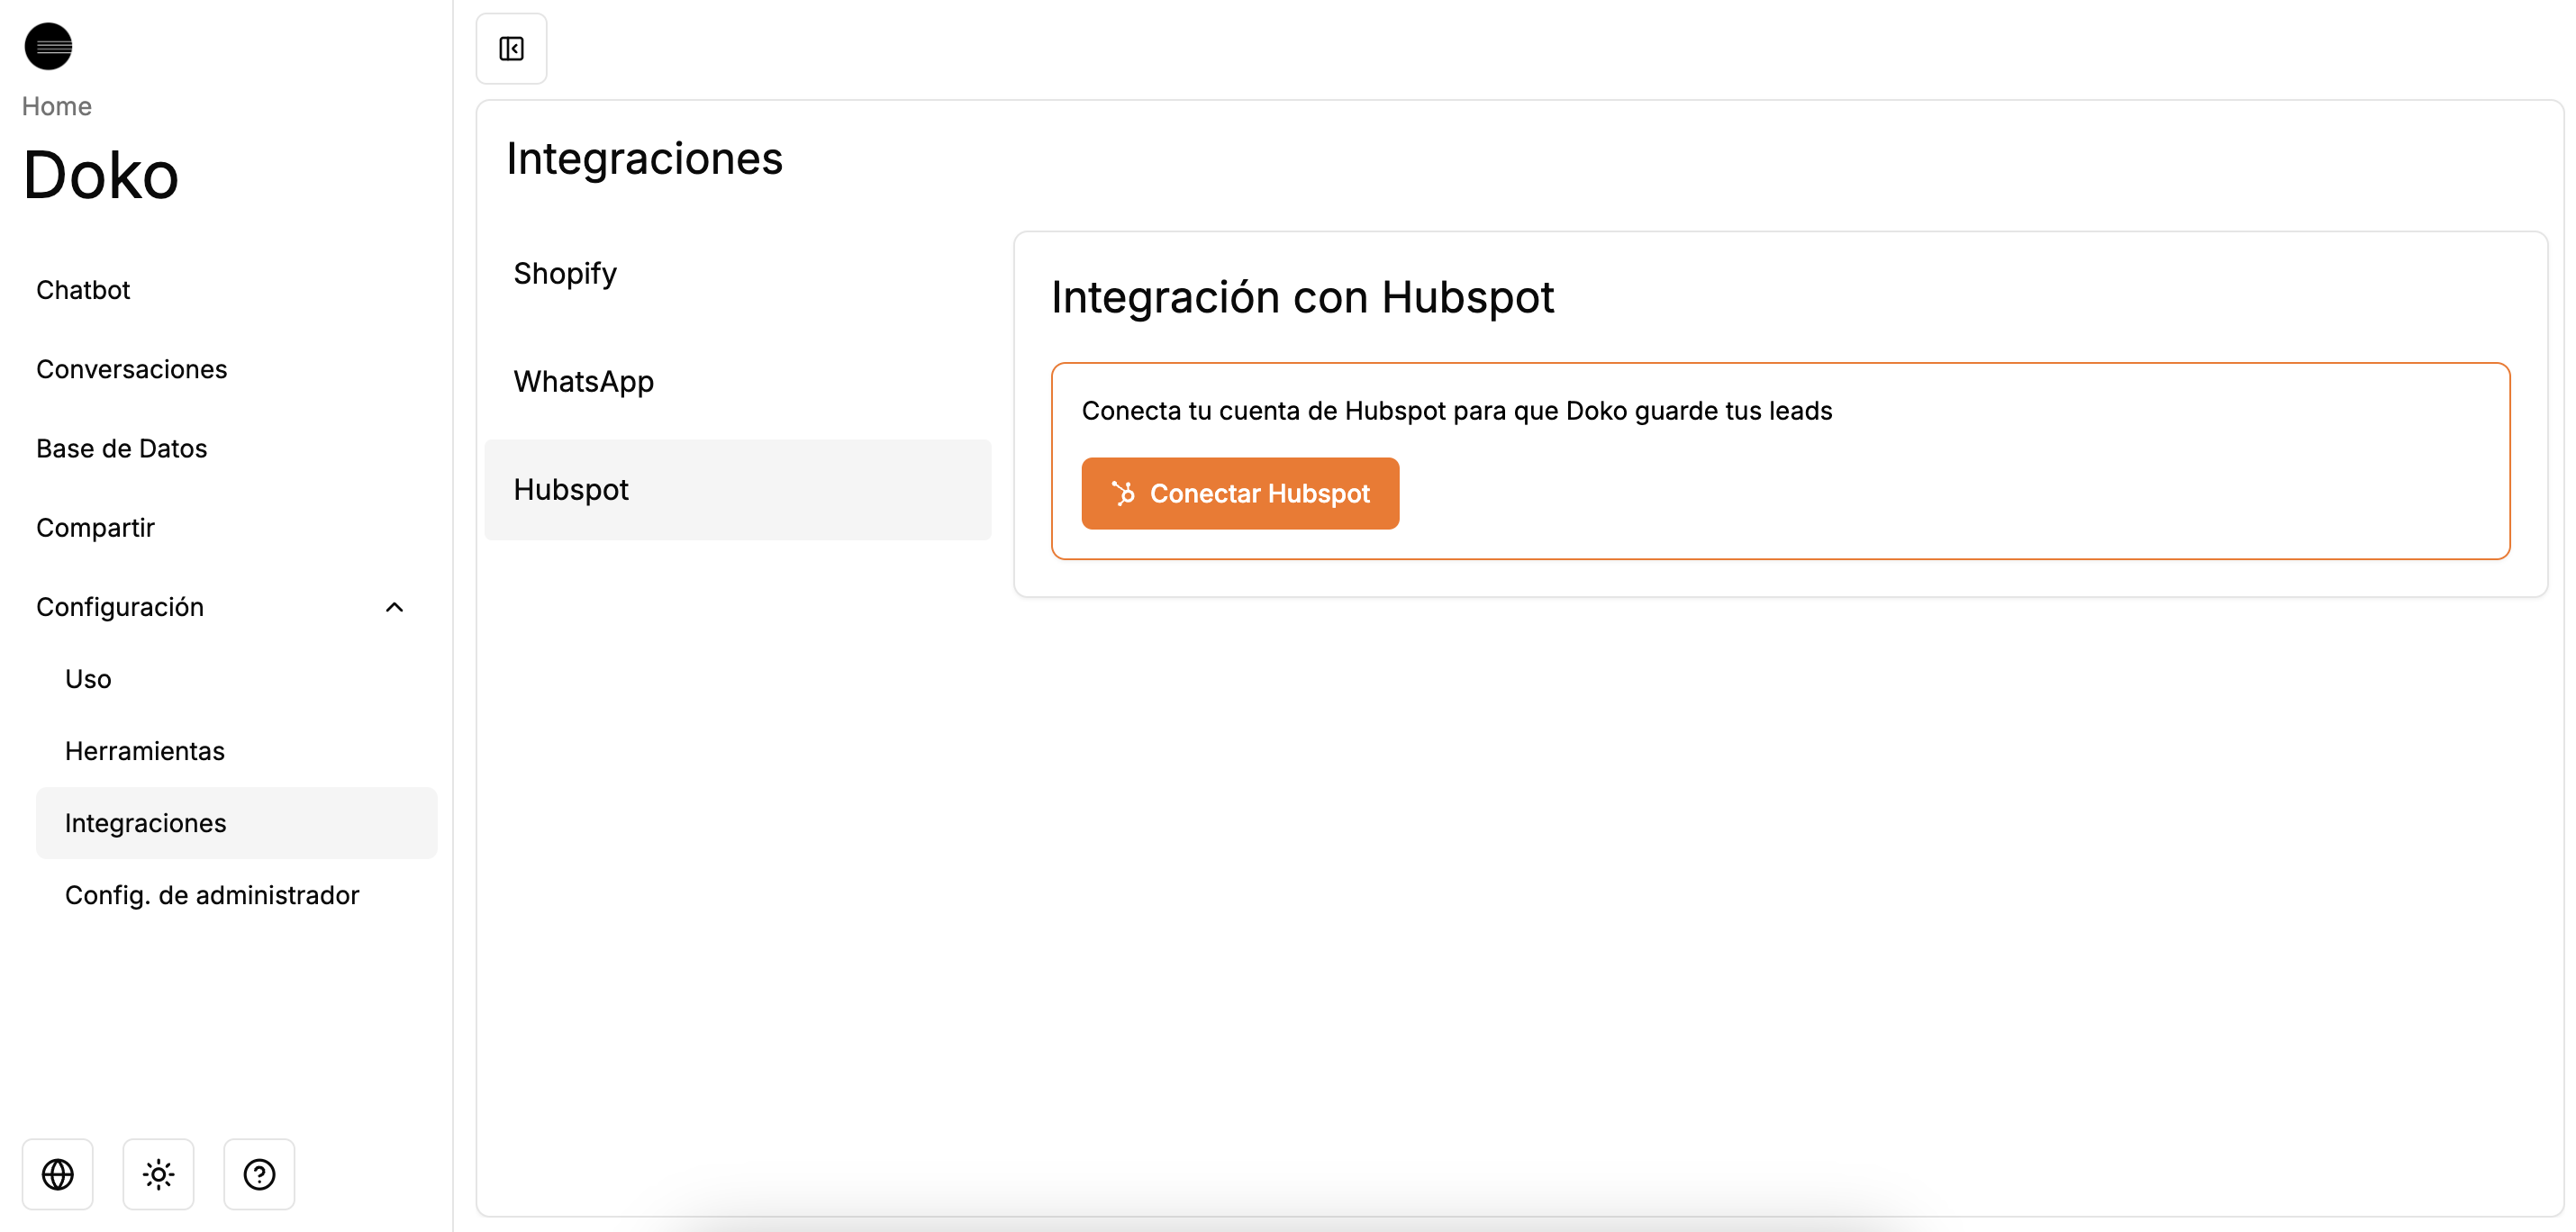 Home
Doko
Chatbot
Conversaciones
Base de Datos
Compartir
Configuración
Uso
Herramientas
Integraciones
Config. de administrador
Integraciones
Shopify
WhatsApp
Hubspot
Integración con Hubspot
Conecta tu cuenta de Hubspot para que Doko guarde tus leads
Conectar Hubspot